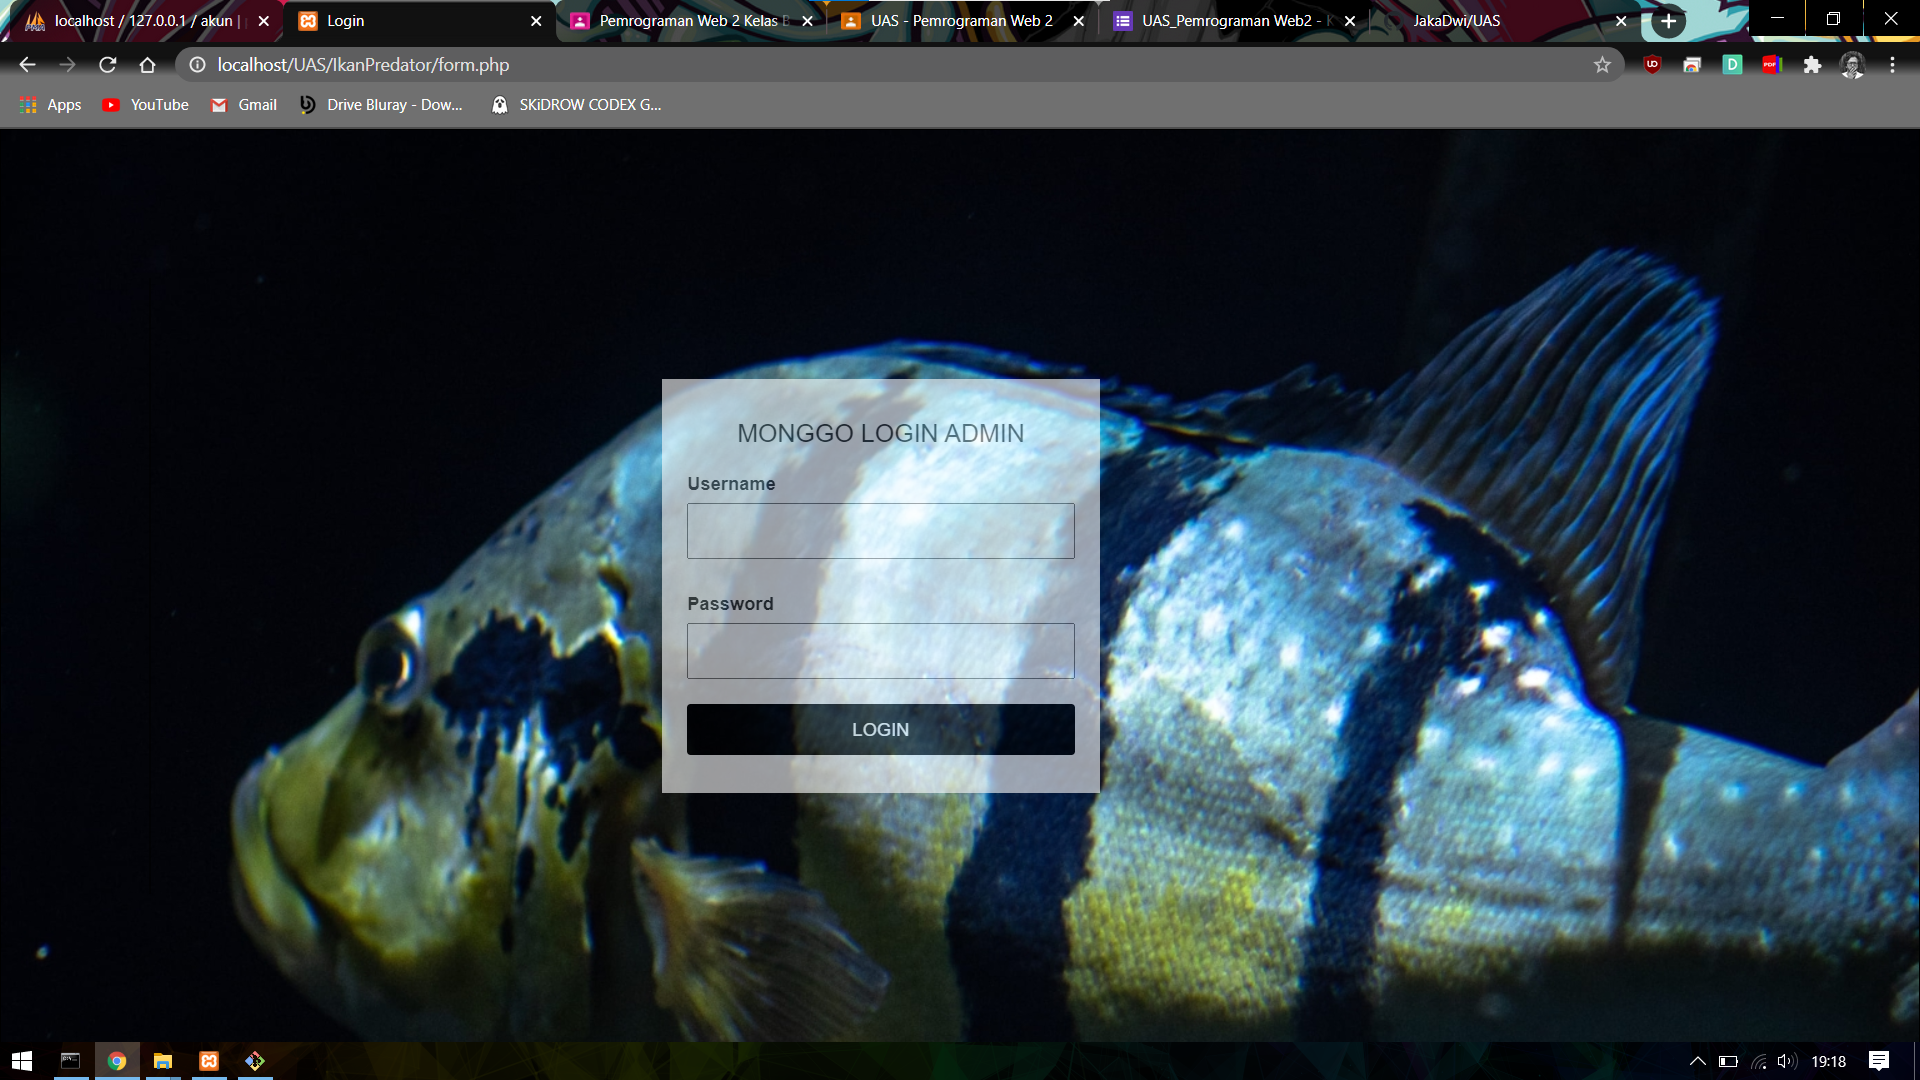 localhost / 127.0.0.1 / akun |
Login
Pemrograman Web 2 Kelas B
UAS - Pemrograman Web 2
UAS_Pemrograman Web2 - K
JakaDwi/UAS
localhost/UAS/IkanPredator/form.php
Apps
YouTube
Gmail
Drive Bluray - Dow...
SKiDROW CODEX G...
MONGGO LOGIN ADMIN
Username
Password
LOGIN
19:18